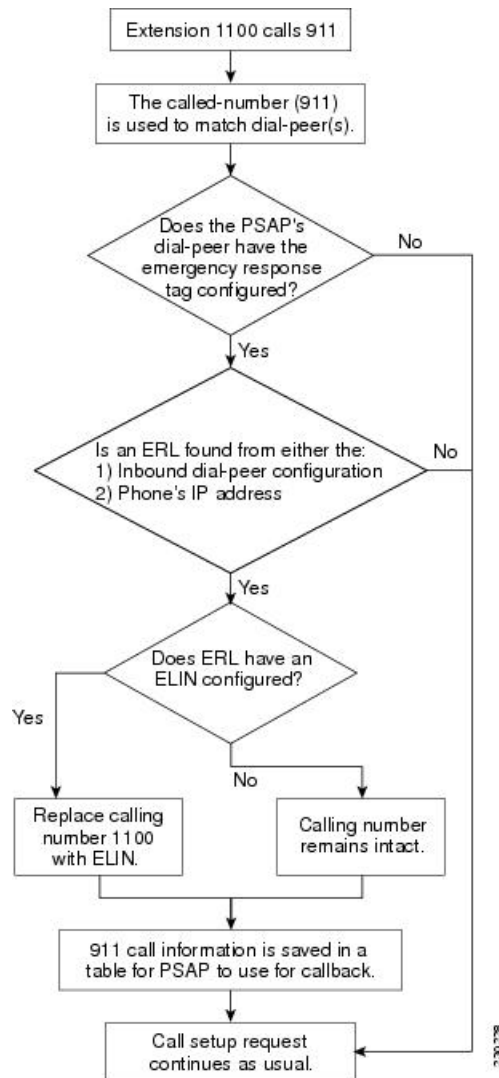 Extension 1100 calls 911
The called-number (911)
is used to match dial-peer(s).
Does the PSAP's
dial-peer have the
emergency response
tag configured?
No
Yes
Is an ERL found from either the:
1) Inbound dial-peer configuration
2) Phone's IP address
No
Yes
Does ERL have an
ELIN configured?
Yes
No
Replace calling
number 1100
with ELIN.
Calling number
remains intact.
911 call information is saved in a
table for PSAP to use for callback.
Call setup request
continues as usual.
230228